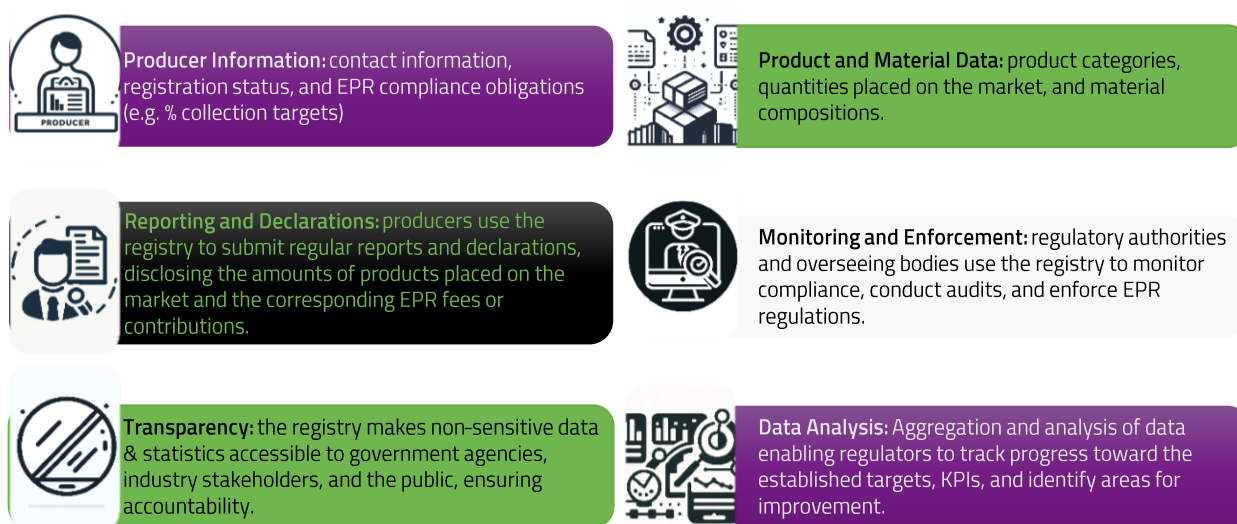 PRODUCER
Producer Information: contact information,
registration status, and EPR compliance obligations
(e.g. % collection targets)
Product and Material Data: product categories,
quantities placed on the market, and material
compositions.
Reporting and Declarations: producers use the
registry to submit regular reports and declarations,
disclosing the amounts of products placed on the
market and the corresponding EPR fees or
contributions.
Monitoring and Enforcement: regulatory authorities
and overseeing bodies use the registry to monitor
compliance, conduct audits, and enforce EPR
regulations.
Transparency: the registry makes non-sensitive data
& statistics accessible to government agencies,
industry stakeholders, and the public, ensuring
accountability.
Data Analysis: Aggregation and analysis of data
enabling regulators to track progress toward the
established targets, KPIs, and identify areas for
improvement.